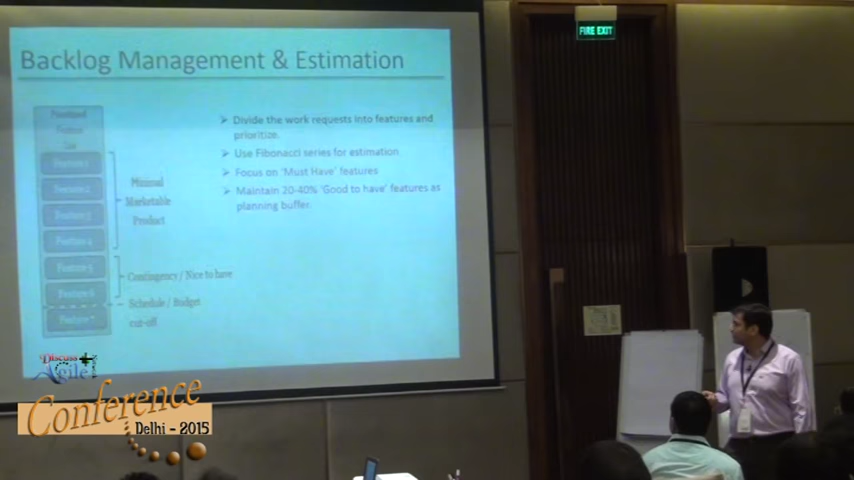 FIRE EXIT
Backlog Management & Estimation
Prioritized
Feature
List
Feature 1
Feature 2
Feature 3
Feature 4
Feature 5
Feature 6
Feature 7
Minimal
Marketable
Product
Contingency / Nice to have
Schedule / Budget
cut-off
➢ Divide the work requests into features and
prioritize.
➢ Use Fibonacci series for estimation
➢ Focus on 'Must Have' features
➢ Maintain 20-40% 'Good to have' features as
planning buffer.
Discuss
Agile
Conference
Delhi - 2015